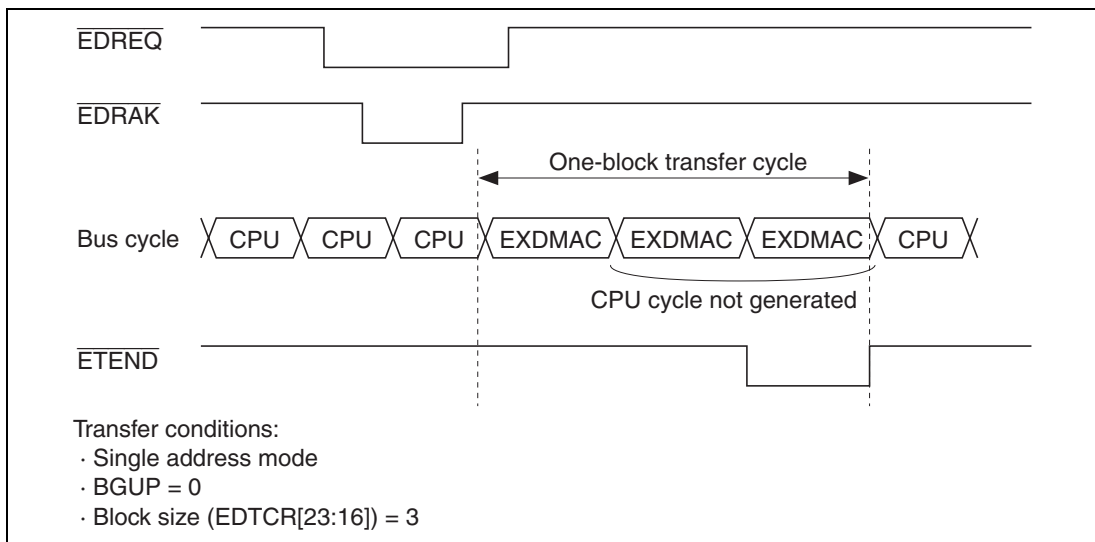 EDREQ
EDRAK
One-block transfer cycle
Bus cycle CPU CPU CPU EXDMAC EXDMAC EXDMAC CPU
CPU cycle not generated
ETEND
Transfer conditions:
· Single address mode
· BGUP = 0
· Block size (EDTCR[23:16]) = 3